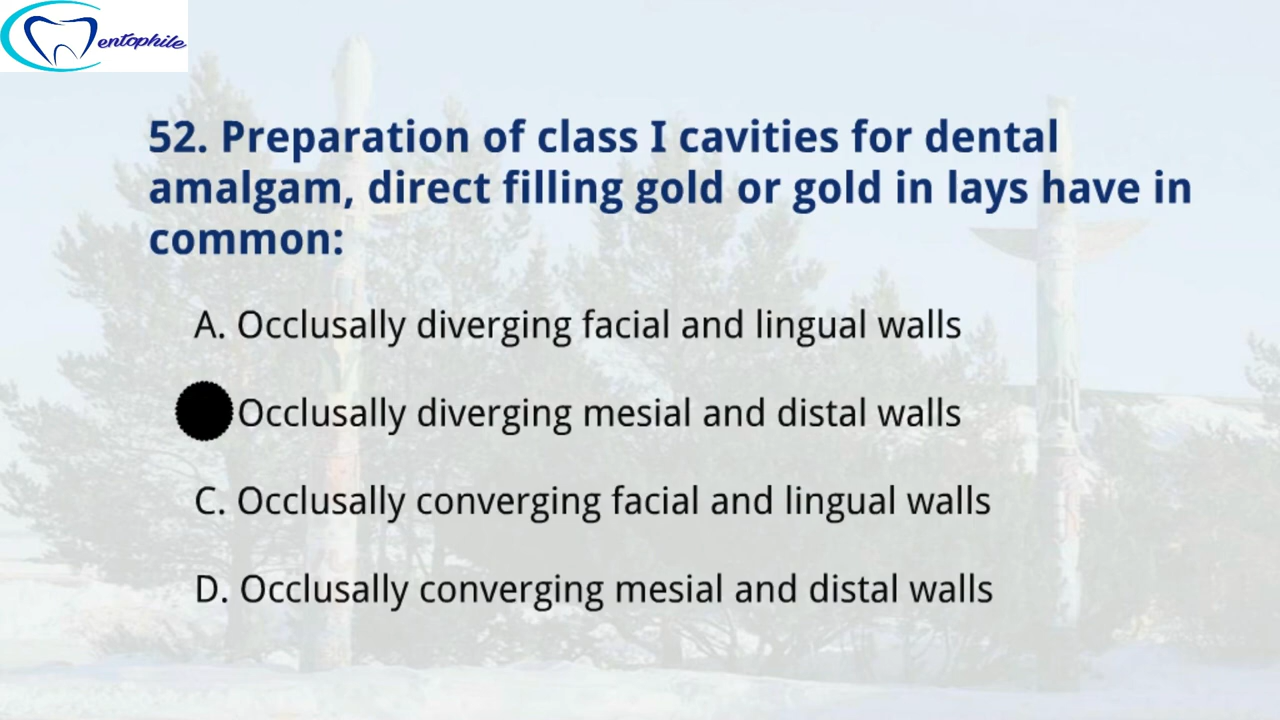 entophile
52. Preparation of class I cavities for dental
amalgam, direct filling gold or gold in lays have in
common:
A. Occlusally diverging facial and lingual walls
Occlusally diverging mesial and distal walls
C. Occlusally converging facial and lingual walls
D. Occlusally converging mesial and distal walls